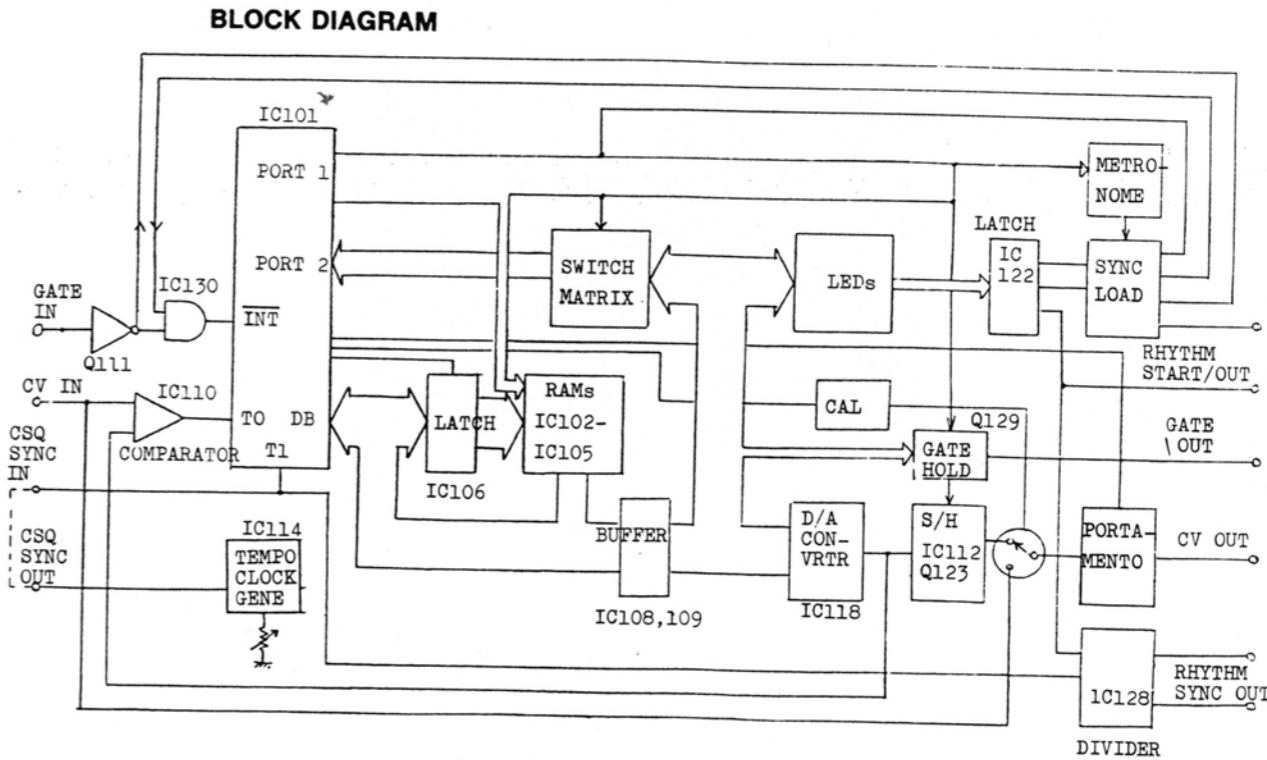 BLOCK DIAGRAM
IC101
PORT 1
METRO-
NOME
LATCH
IC
122
SYNC
LOAD
PORT 2
SWITCH
MATRIX
LEDs
GATE
IN
IC130
INT
Q111
RHYTHM
START/OUT
CV IN
IC110
COMPARATOR
TO
DB
T1
LATCH
IC106
RAMs
IC102-
IC105
CAL
Q129
GATE
HOLD
GATE
OUT
CSQ
SYNC
IN
CSQ
SYNC
OUT
IC114
TEMPO
CLOCK
GENE
BUFFER
IC108,109
D/A
CON-
VRTR
IC118
S/H
IC112
Q123
PORTA-
MENTO
CV OUT
RHYTHM
SYNC OUT
IC128
DIVIDER